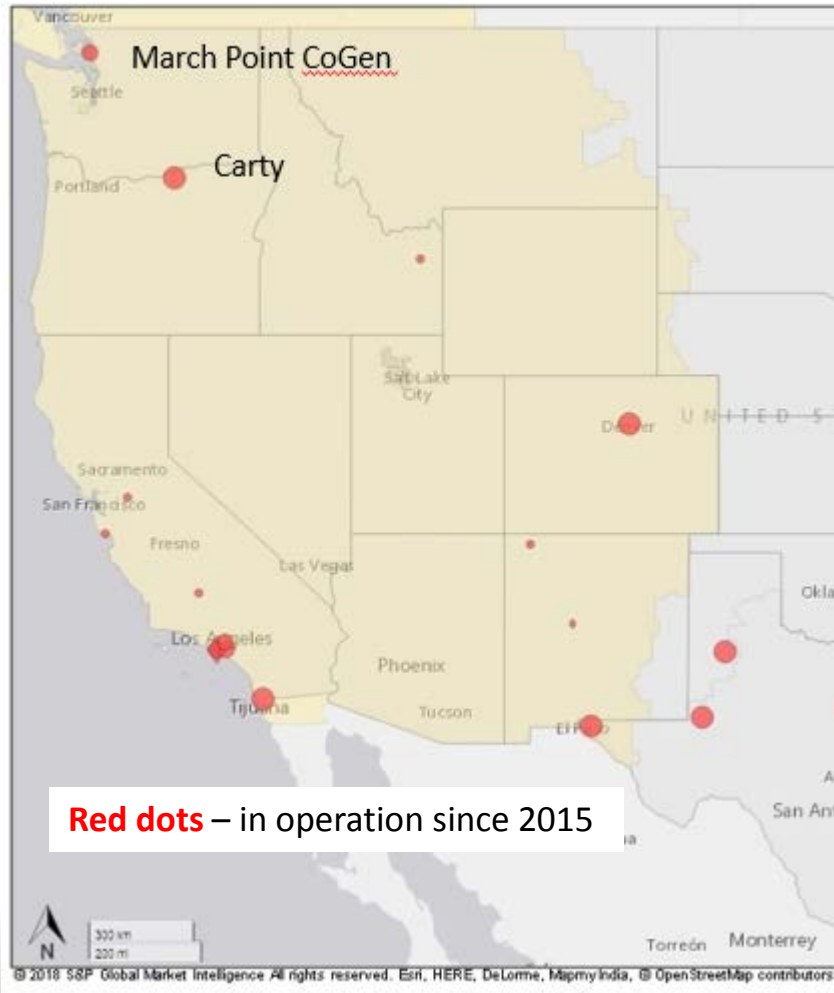 Vancouver
March Point CoGen
Seattle
Carty
Portland
Salt Lake
City
Denver
UNITED S
Sacramento
San Francisco
Fresno
Las Vegas
Okla
Los Angeles
Phoenix
Tijuana
Tucson
El Paso
A
San Ant
Red dots – in operation since 2015
na
300 km
200 mi
N
Torreón
Monterrey
© 2018 S&P Global Market Intelligence All rights reserved. Esri, HERE, DeLorme, MapmyIndia, © OpenStreetMap contributors